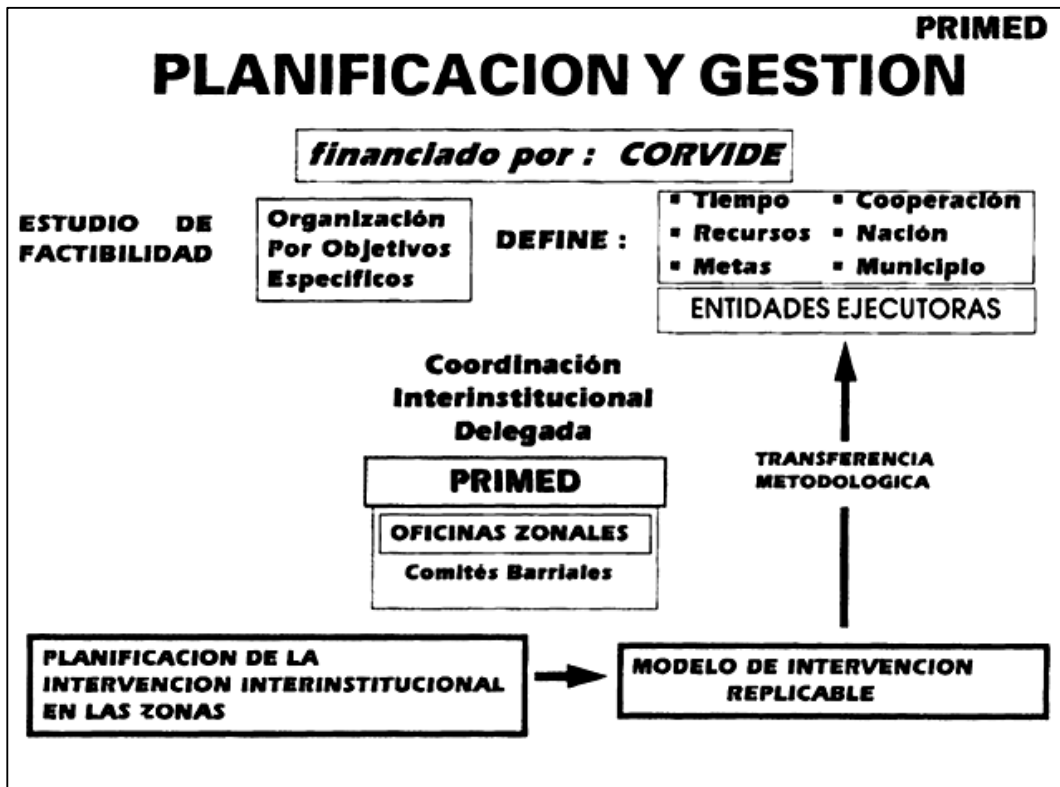 PRIMED
PLANIFICACION Y GESTION
financiado por : CORVIDE
ESTUDIO DE
FACTIBILIDAD
Organización
Por Objetivos
Específicos
DEFINE :
▪ Tiempo ▪ Cooperación
▪ Recursos ▪ Nación
▪ Metas ▪ Municipio
ENTIDADES EJECUTORAS
Coordinación
Interinstitucional
Delegada
PRIMED
OFICINAS ZONALES
Comités Barriales
TRANSFERENCIA
METODOLOGICA
PLANIFICACION DE LA
INTERVENCION INTERINSTITUCIONAL
EN LAS ZONAS
MODELO DE INTERVENCION
REPLICABLE